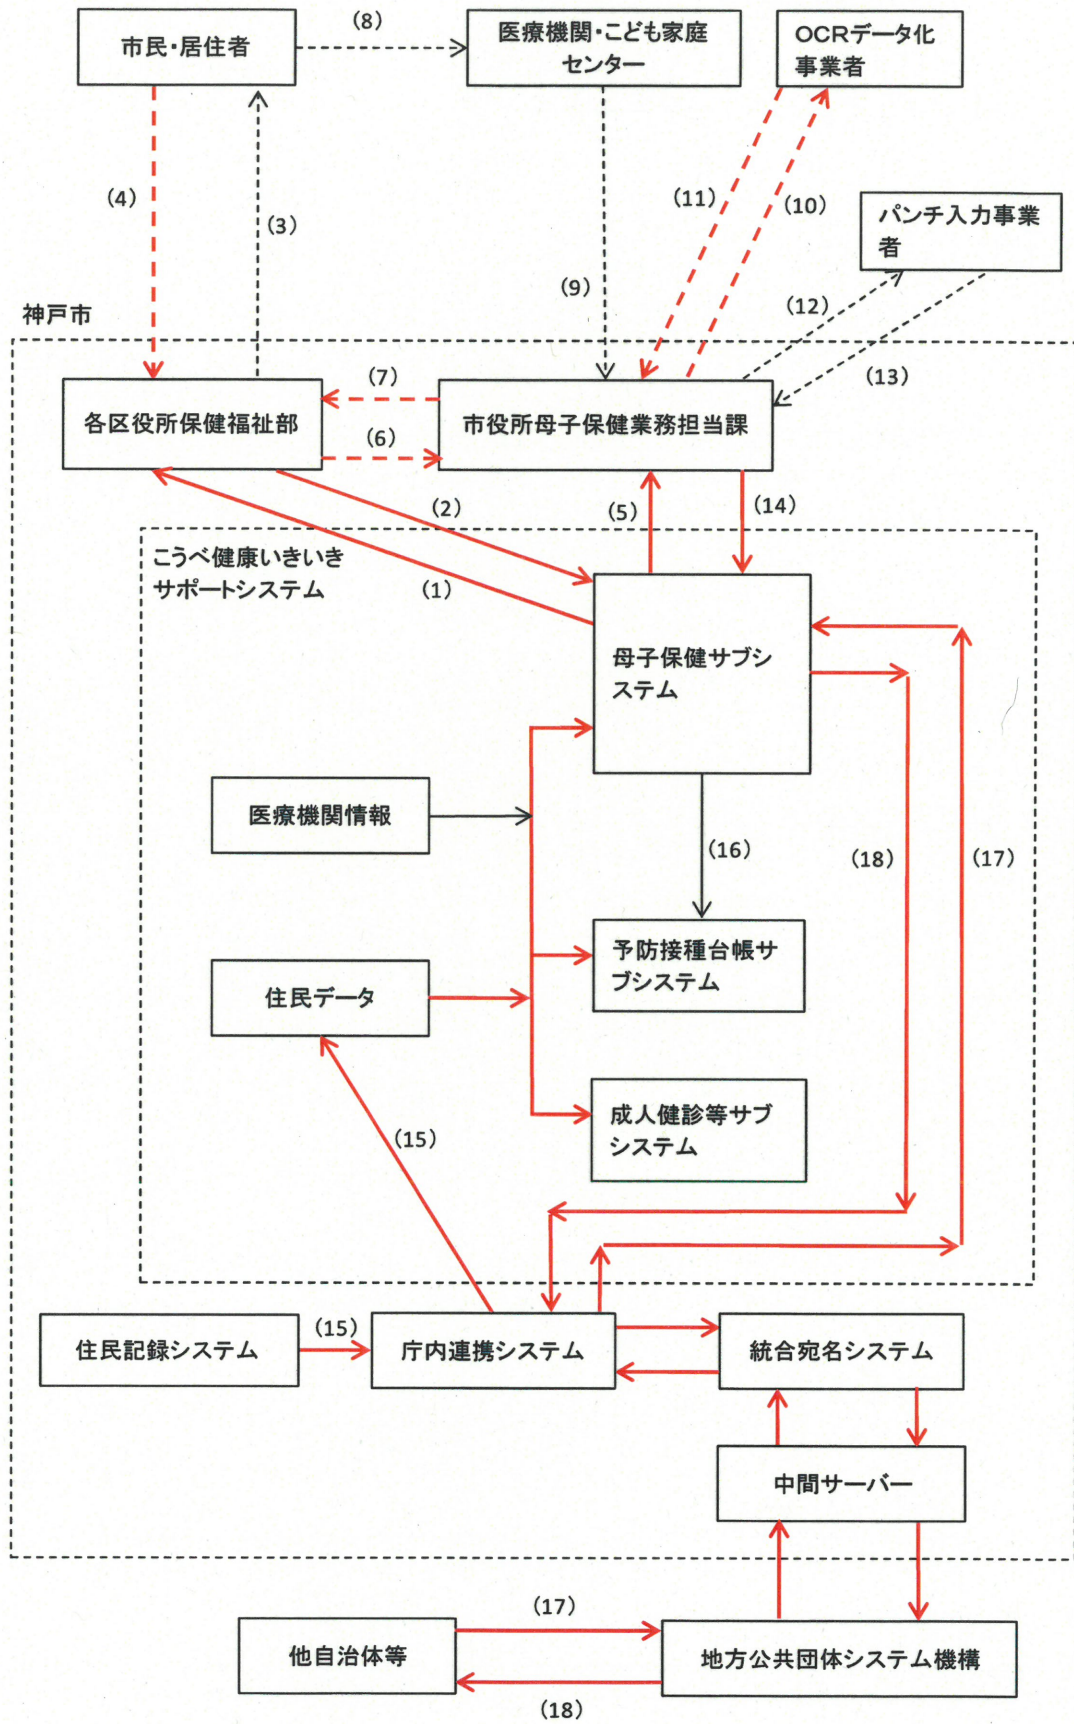 (8)
市民・居住者
医療機関・こども家庭
センター
OCRデータ化
事業者
(4)
(3)
(11)
(10)
パンチ入力事業
者
(9)
(12)
(13)
神戸市
各区役所保健福祉部
(7)
(6)
市役所母子保健業務担当課
(2)
(5)
(14)
こうべ健康いきいき
サポートシステム
(1)
母子保健サブシ
ステム
医療機関情報
(16)
(18)
(17)
予防接種台帳サ
ブシステム
住民データ
成人健診等サブ
システム
(15)
住民記録システム
(15)
庁内連携システム
統合宛名システム
中間サーバー
(17)
他自治体等
地方公共団体システム機構
(18)